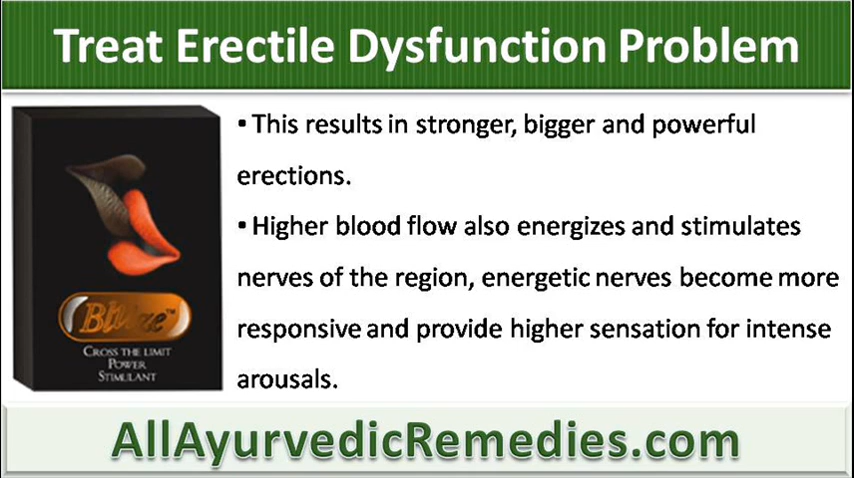 Treat Erectile Dysfunction Problem
▪ This results in stronger, bigger and powerful
erections.
▪ Higher blood flow also energizes and stimulates
nerves of the region, energetic nerves become more
responsive and provide higher sensation for intense
arousals.
CROSS THE LIMIT
POWER
STIMULANT
AllAyurvedicRemedies.com